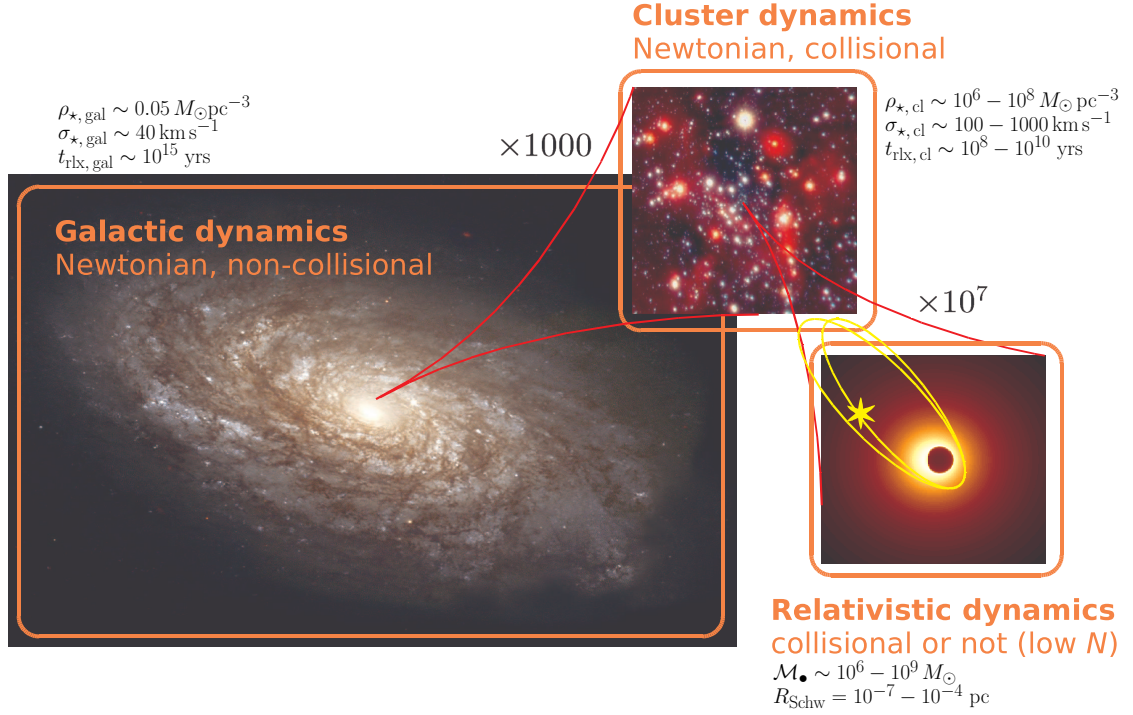 Cluster dynamics
Newtonian, collisional
ρ⋆,gal ∼ 0.05 M⊙pc−3
σ⋆,gal ∼ 40 km s−1
trlx,gal ∼ 10^15 yrs
×1000
ρ⋆,cl ∼ 10^6 − 10^8 M⊙ pc−3
σ⋆,cl ∼ 100 − 1000 km s−1
trlx,cl ∼ 10^8 − 10^10 yrs
Galactic dynamics
Newtonian, non-collisional
×10^7
Relativistic dynamics
collisional or not (low N)
M• ∼ 10^6 − 10^9 M⊙
RSchw = 10^−7 − 10^−4 pc